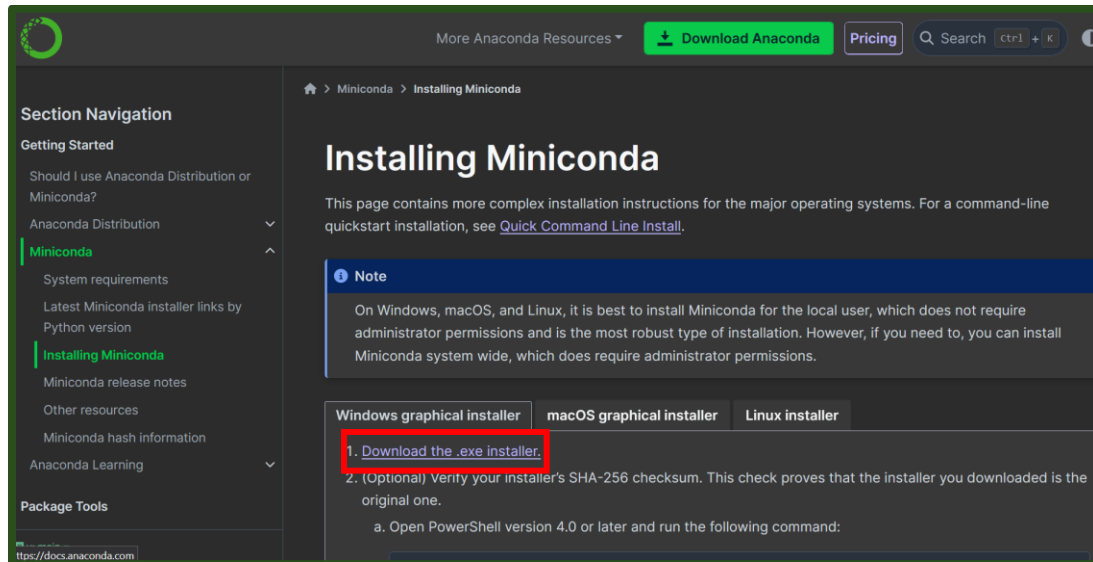 More Anaconda Resources
Download Anaconda
Pricing
Search Ctrl + K
Section Navigation
Getting Started
Should I use Anaconda Distribution or
Miniconda?
Anaconda Distribution
Miniconda
System requirements
Latest Miniconda installer links by
Python version
Installing Miniconda
Miniconda release notes
Other resources
Miniconda hash information
Anaconda Learning
Package Tools
ttps://docs.anaconda.com
Miniconda > Installing Miniconda
Installing Miniconda
This page contains more complex installation instructions for the major operating systems. For a command-line
quickstart installation, see Quick Command Line Install.
Note
On Windows, macOS, and Linux, it is best to install Miniconda for the local user, which does not require
administrator permissions and is the most robust type of installation. However, if you need to, you can install
Miniconda system wide, which does require administrator permissions.
Windows graphical installer
macOS graphical installer
Linux installer
1. Download the .exe installer.
2. (Optional) Verify your installer's SHA-256 checksum. This check proves that the installer you downloaded is the
original one.
a. Open PowerShell version 4.0 or later and run the following command: